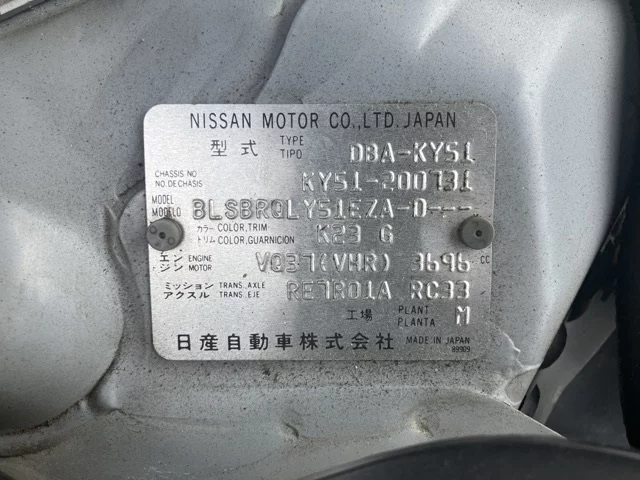 NISSAN MOTOR CO.,LTD. JAPAN
型式 TYPE TIPO DBA-KY51
CHASSIS NO NO. DE CHASIS KY51-200731
MODEL MODELO BLSBRQLY51EZA-D---
カラー COLOR,TRIM トリム COLOR,GUARNICION K23 G
エンジン ENGINE MOTOR VQ37(VHR) 3696 CC
ミッション TRANS.,AXLE アクスル TRANS.,EJE RE7R01A RC33
工場 PLANT PLANTA M
日産自動車株式会社 MADE IN JAPAN
89909